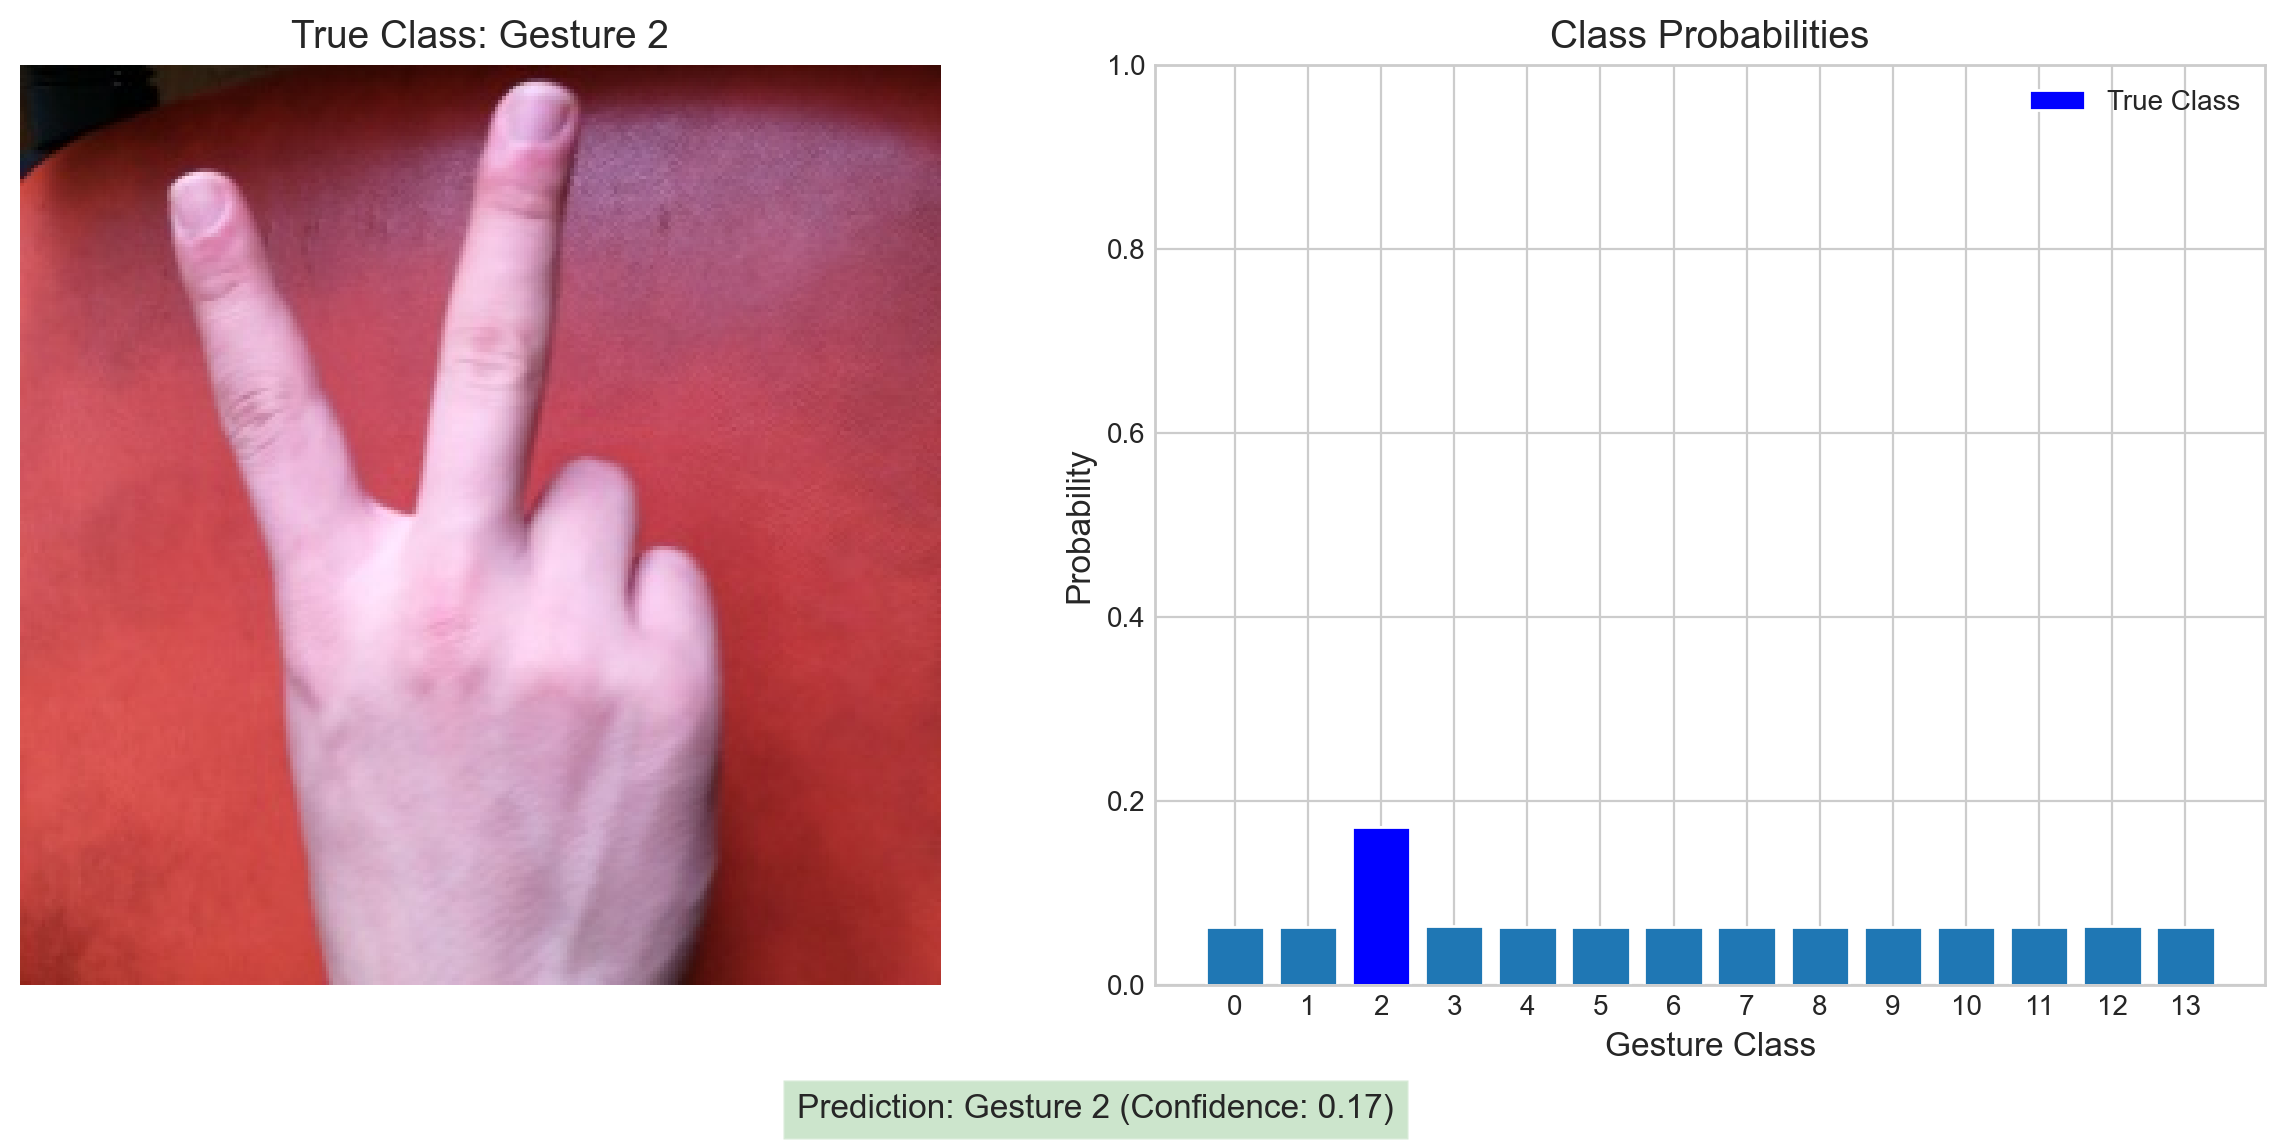 True Class: Gesture 2
Class Probabilities
True Class
1.0
0.8
0.6
0.4
0.2
0.0
Probability
0 1 2 3 4 5 6 7 8 9 10 11 12 13
Gesture Class
Prediction: Gesture 2 (Confidence: 0.17)